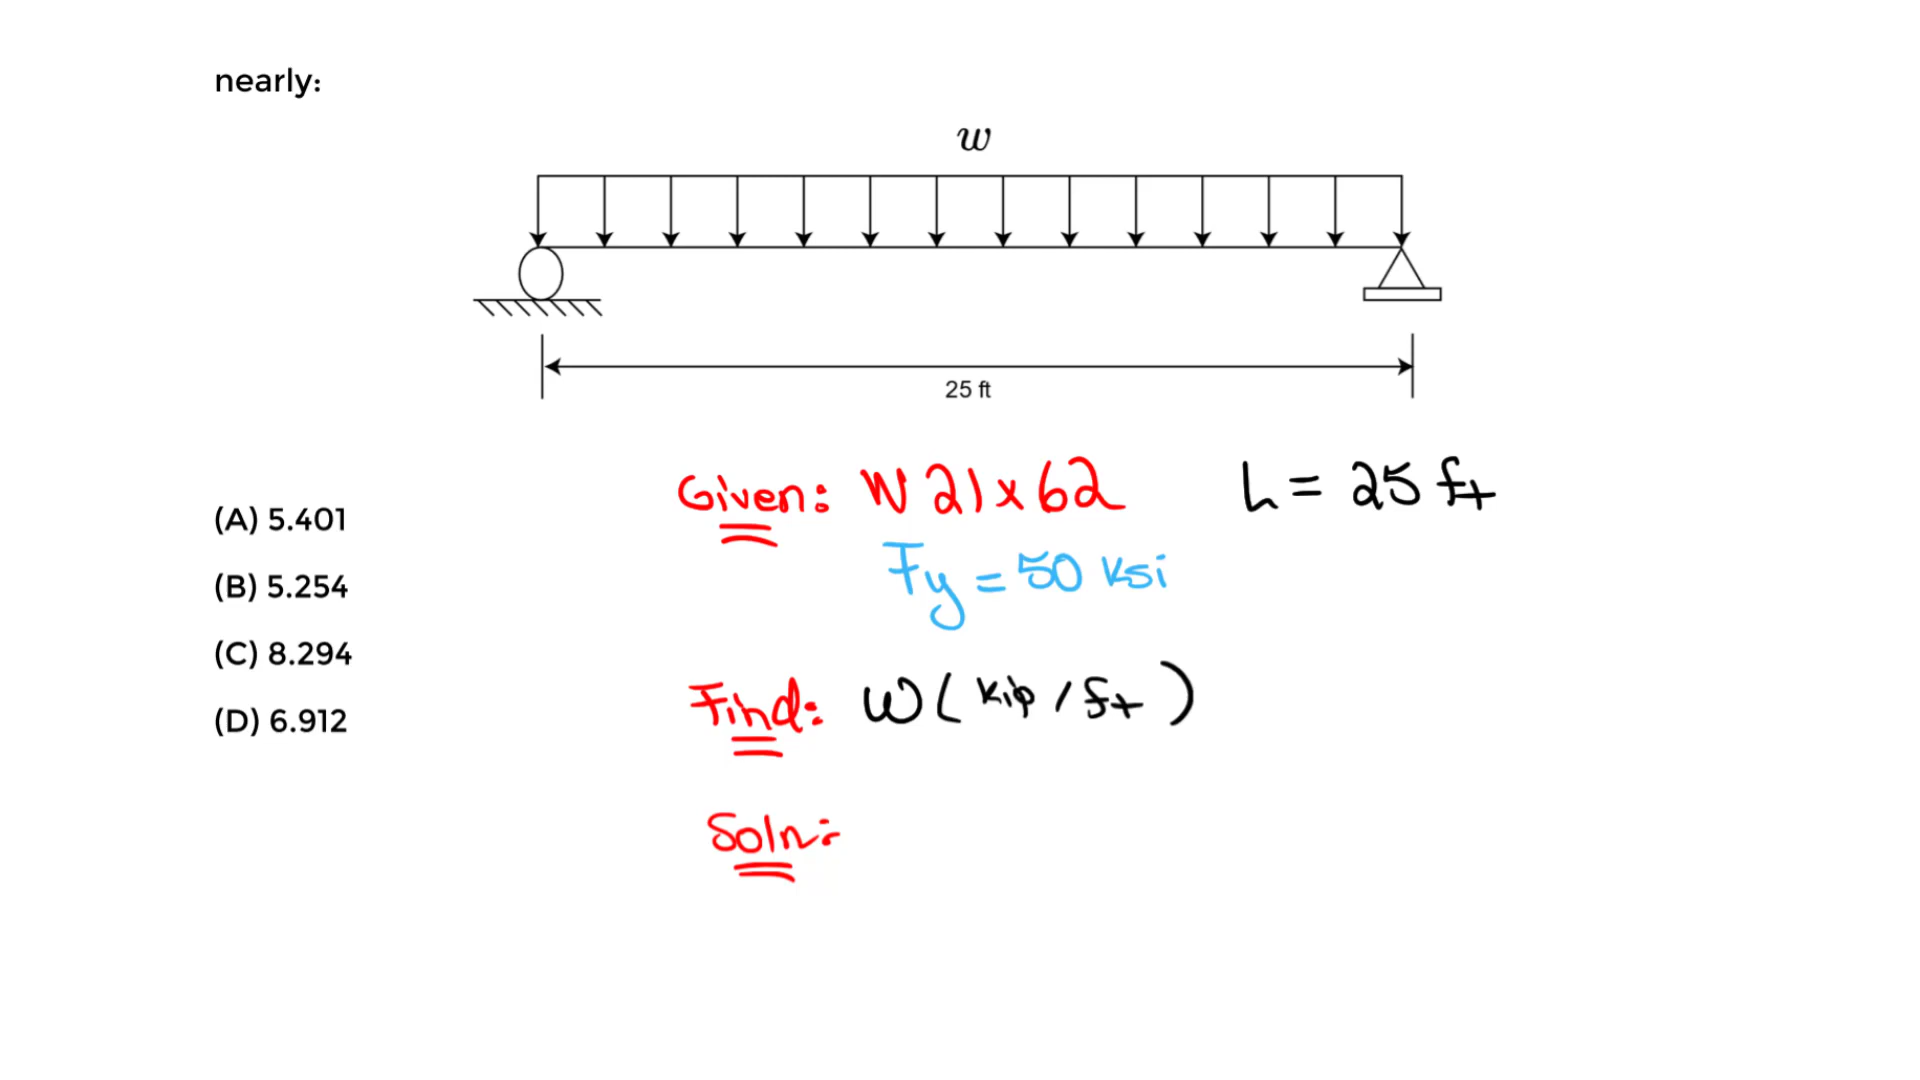 nearly:
w
25 ft
(A) 5.401
(B) 5.254
(C) 8.294
(D) 6.912
Given: W21x62 L = 25 ft
Fy = 50 ksi
Find: w(kip/ft)
Soln: